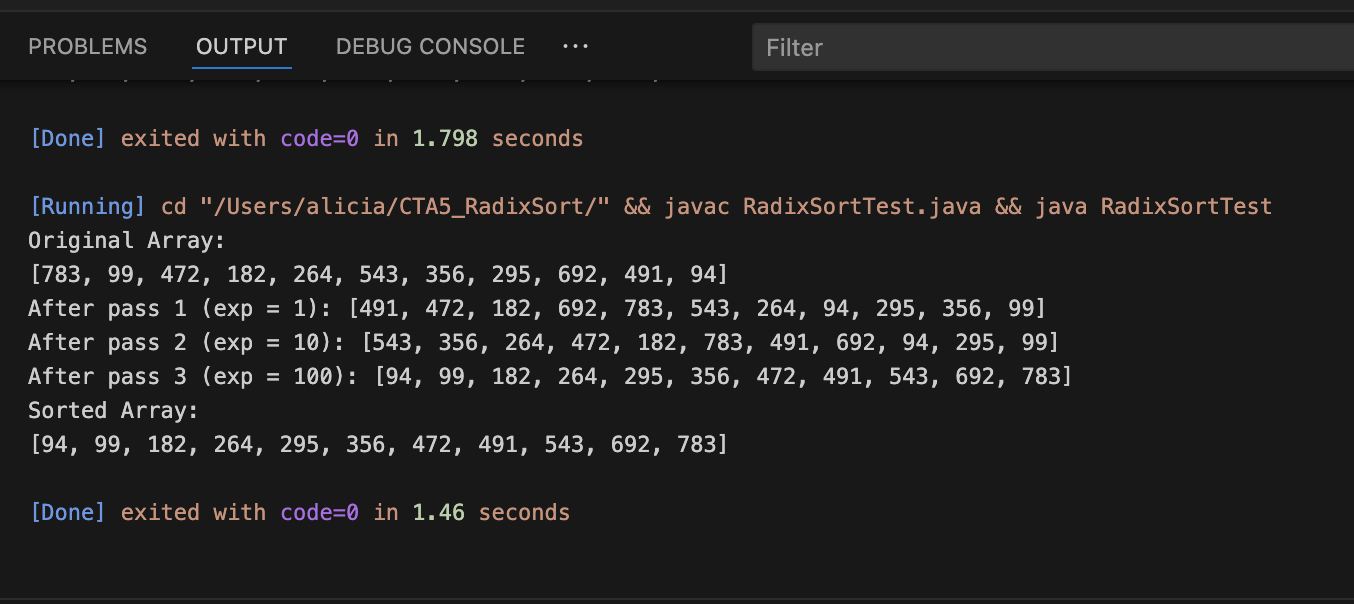 PROBLEMS OUTPUT DEBUG CONSOLE ... Filter
[Done] exited with code=0 in 1.798 seconds
[Running] cd "/Users/alicia/CTA5_RadixSort/" && javac RadixSortTest.java && java RadixSortTest
Original Array:
[783, 99, 472, 182, 264, 543, 356, 295, 692, 491, 94]
After pass 1 (exp = 1): [491, 472, 182, 692, 783, 543, 264, 94, 295, 356, 99]
After pass 2 (exp = 10): [543, 356, 264, 472, 182, 783, 491, 692, 94, 295, 99]
After pass 3 (exp = 100): [94, 99, 182, 264, 295, 356, 472, 491, 543, 692, 783]
Sorted Array:
[94, 99, 182, 264, 295, 356, 472, 491, 543, 692, 783]
[Done] exited with code=0 in 1.46 seconds